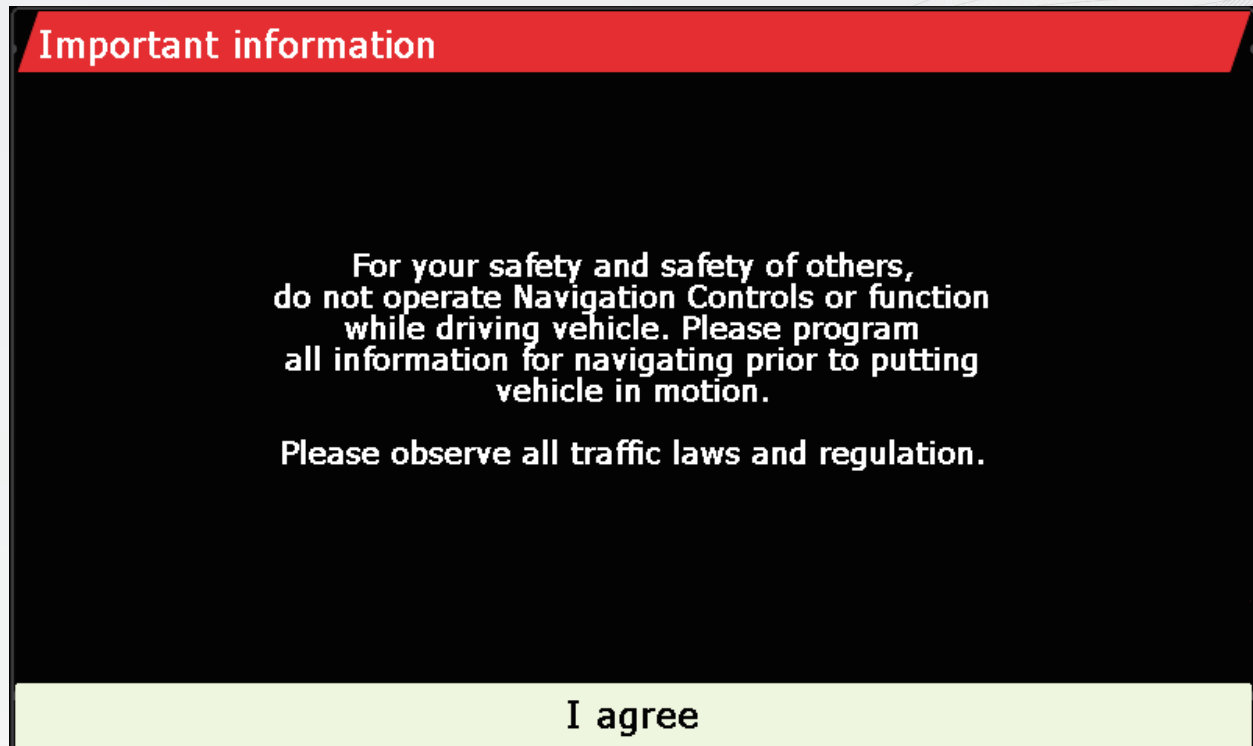 Important information
For your safety and safety of others,
do not operate Navigation Controls or function
while driving vehicle. Please program
all information for navigating prior to putting
vehicle in motion.
Please observe all traffic laws and regulation.
I agree